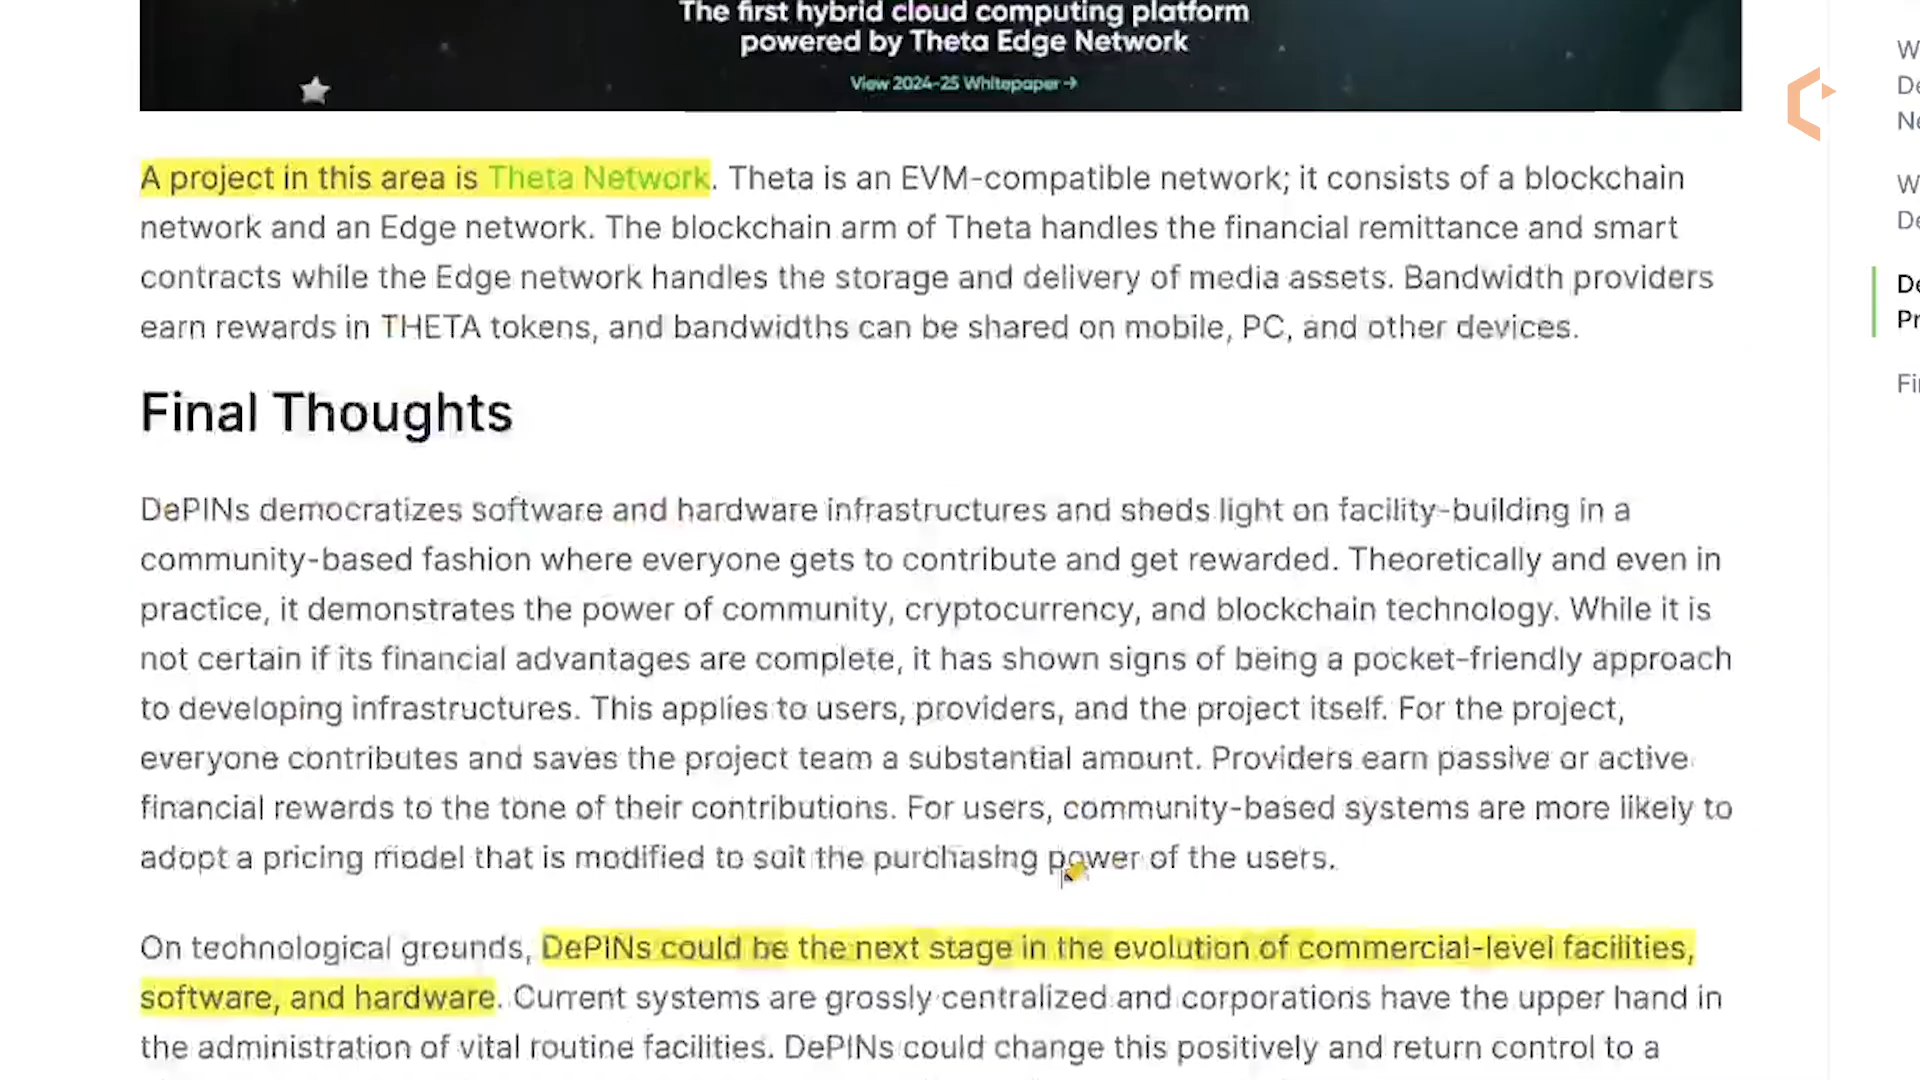 The first hybrid cloud computing platform
powered by Theta Edge Network
View 2024-25 Whitepaper →
A project in this area is Theta Network. Theta is an EVM-compatible network; it consists of a blockchain
network and an Edge network. The blockchain arm of Theta handles the financial remittance and smart
contracts while the Edge network handles the storage and delivery of media assets. Bandwidth providers
earn rewards in THETA tokens, and bandwidths can be shared on mobile, PC, and other devices.
Final Thoughts
DePINs democratizes software and hardware infrastructures and sheds light on facility-building in a
community-based fashion where everyone gets to contribute and get rewarded. Theoretically and even in
practice, it demonstrates the power of community, cryptocurrency, and blockchain technology. While it is
not certain if its financial advantages are complete, it has shown signs of being a pocket-friendly approach
to developing infrastructures. This applies to users, providers, and the project itself. For the project,
everyone contributes and saves the project team a substantial amount. Providers earn passive or active
financial rewards to the tone of their contributions. For users, community-based systems are more likely to
adopt a pricing model that is modified to suit the purchasing power of the users.
On technological grounds, DePINs could be the next stage in the evolution of commercial-level facilities,
software, and hardware. Current systems are grossly centralized and corporations have the upper hand in
the administration of vital routine facilities. DePINs could change this positively and return control to a